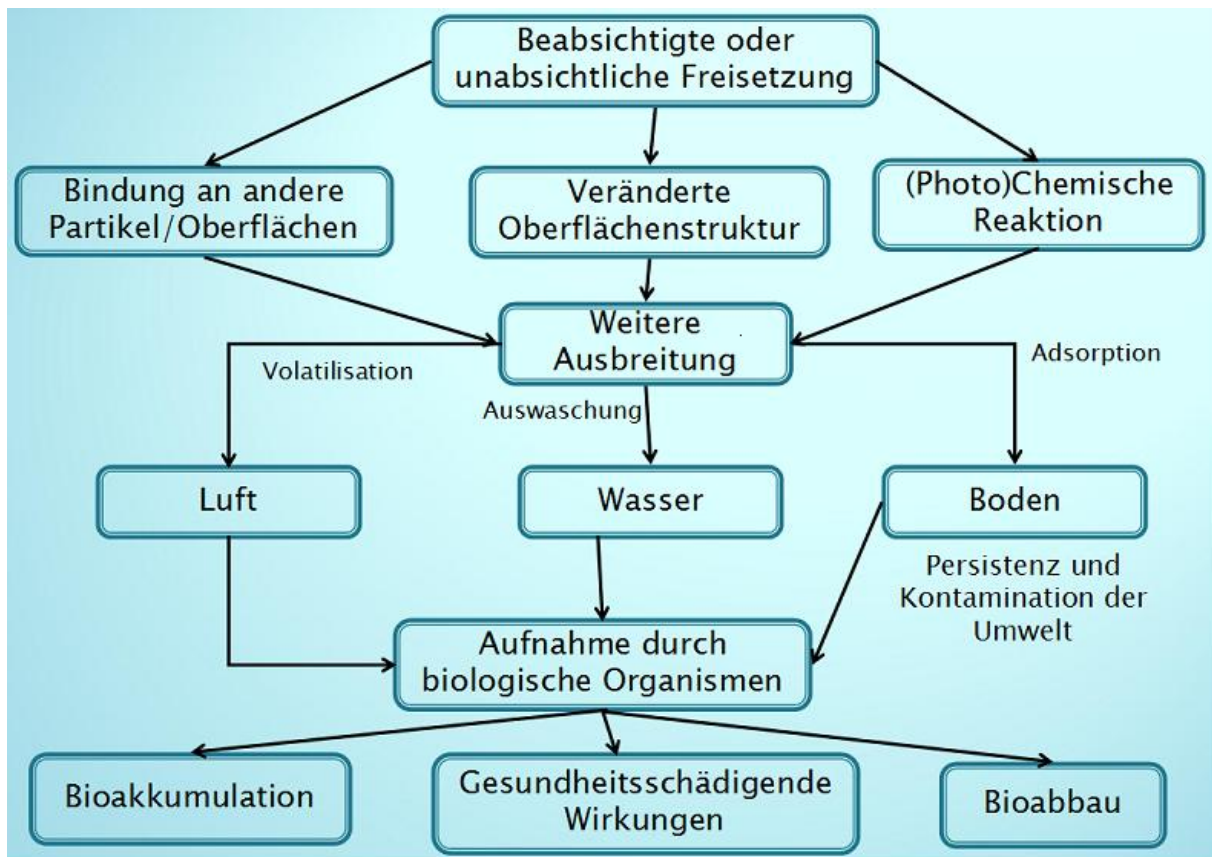 Beabsichtigte oder
unabsichtliche Freisetzung
Bindung an andere
Partikel/Oberflächen
Veränderte
Oberflächenstruktur
(Photo)Chemische
Reaktion
Weitere
Ausbreitung
Volatilisation
Auswaschung
Adsorption
Luft
Wasser
Boden
Persistenz und
Kontamination der
Umwelt
Aufnahme durch
biologische Organismen
Bioakkumulation
Gesundheitsschädigende
Wirkungen
Bioabbau